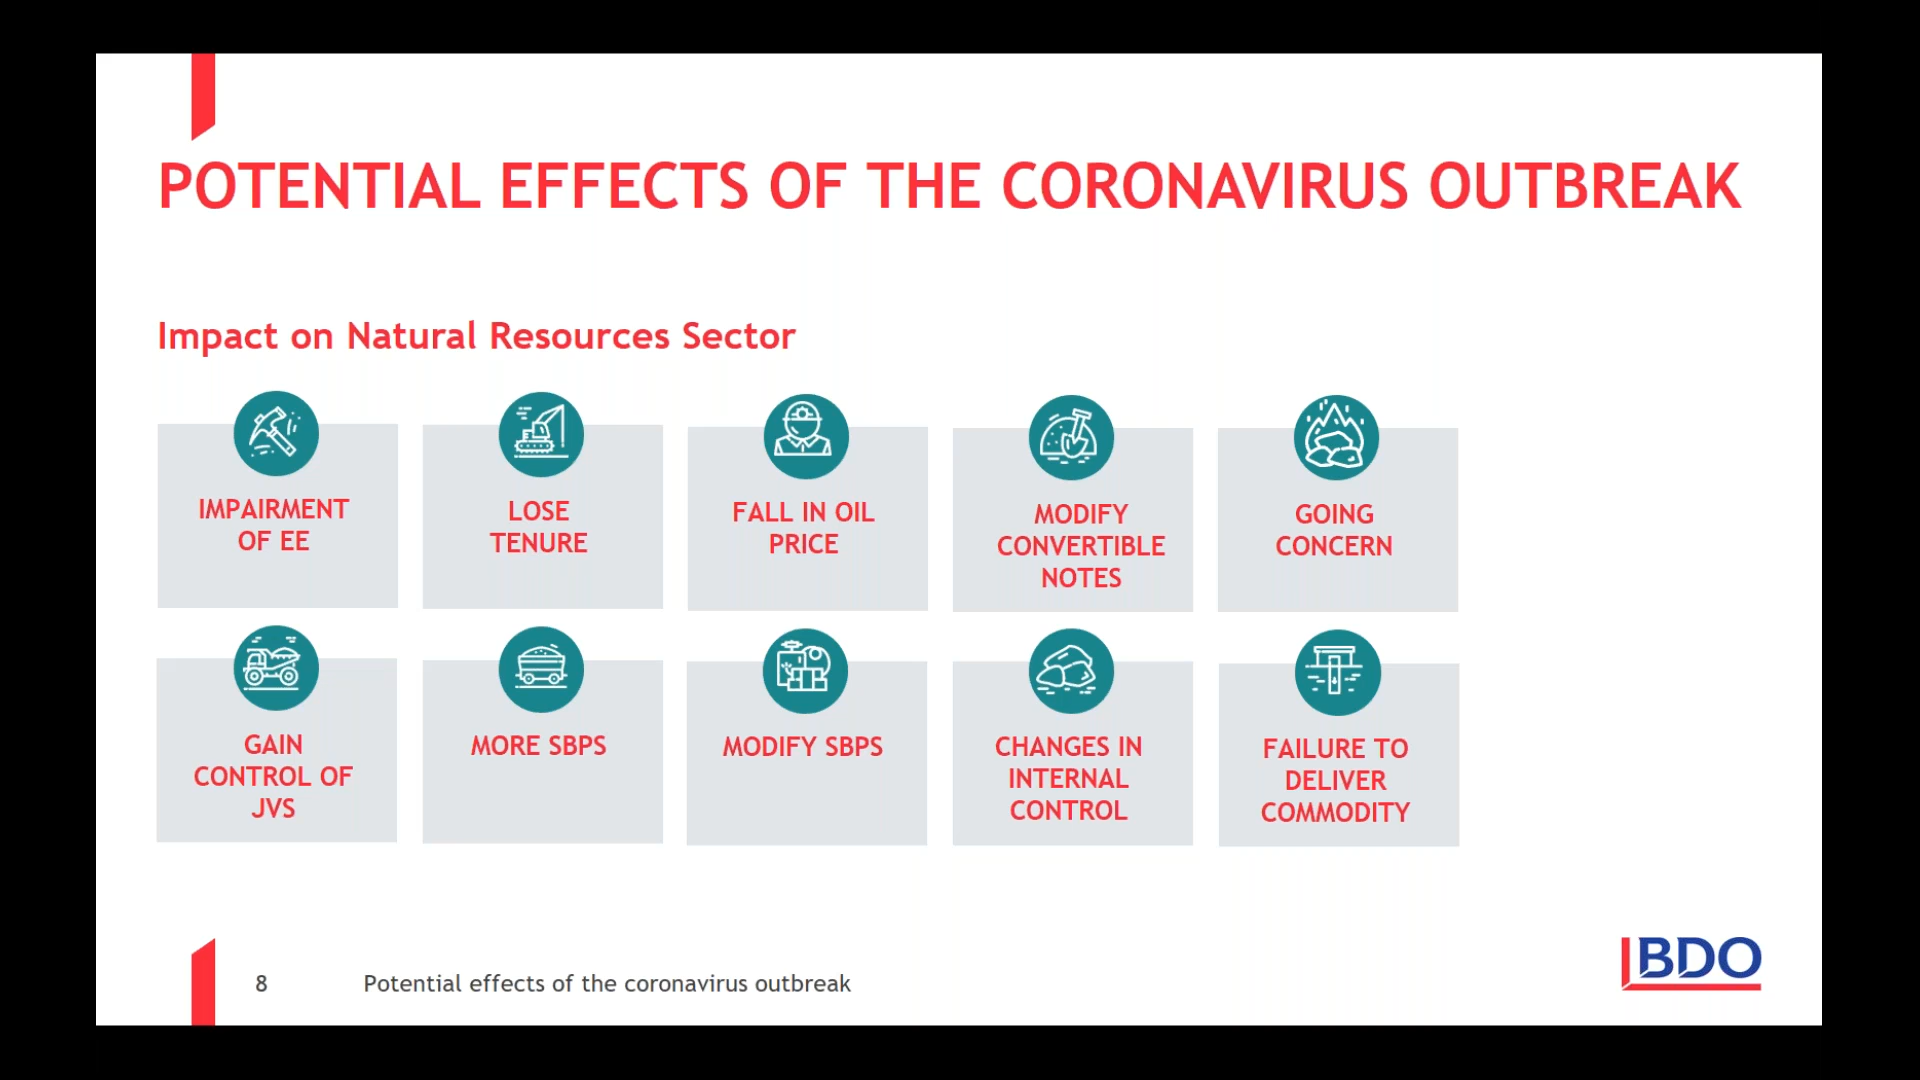 POTENTIAL EFFECTS OF THE CORONAVIRUS OUTBREAK
Impact on Natural Resources Sector
IMPAIRMENT
OF EE
LOSE
TENURE
FALL IN OIL
PRICE
MODIFY
CONVERTIBLE
NOTES
GOING
CONCERN
GAIN
CONTROL OF
JVS
MORE SBPS
MODIFY SBPS
CHANGES IN
INTERNAL
CONTROL
FAILURE TO
DELIVER
COMMODITY
8
Potential effects of the coronavirus outbreak
BDO